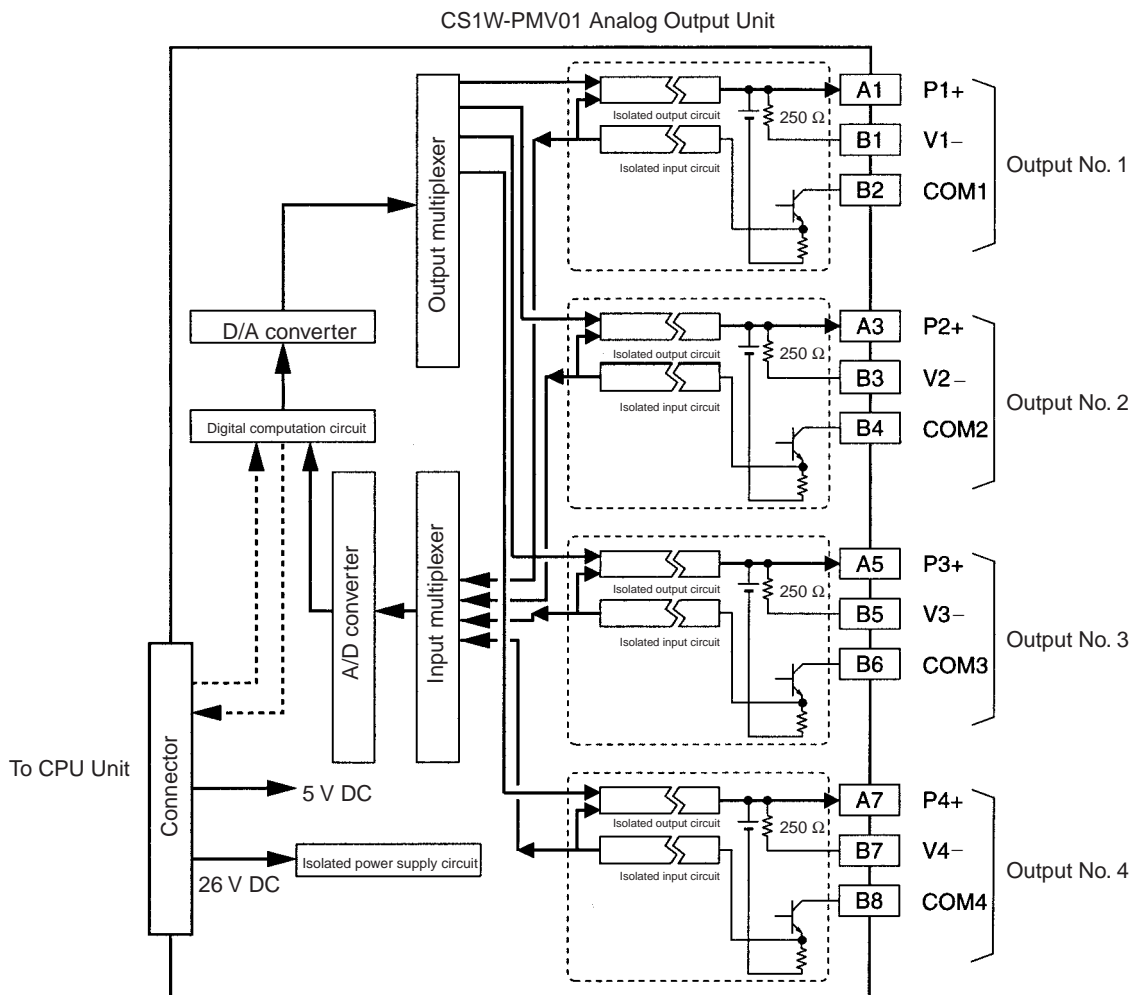 CS1W-PMV01 Analog Output Unit
Output multiplexer
Isolated output circuit
Isolated input circuit
250 Ω
A1 P1+
B1 V1−
B2 COM1
Output No. 1
D/A converter
Digital computation circuit
Isolated output circuit
Isolated input circuit
250 Ω
A3 P2+
B3 V2−
B4 COM2
Output No. 2
A/D converter
Input multiplexer
Isolated output circuit
Isolated input circuit
250 Ω
A5 P3+
B5 V3−
B6 COM3
Output No. 3
To CPU Unit
Connector
5 V DC
26 V DC
Isolated power supply circuit
Isolated output circuit
Isolated input circuit
250 Ω
A7 P4+
B7 V4−
B8 COM4
Output No. 4